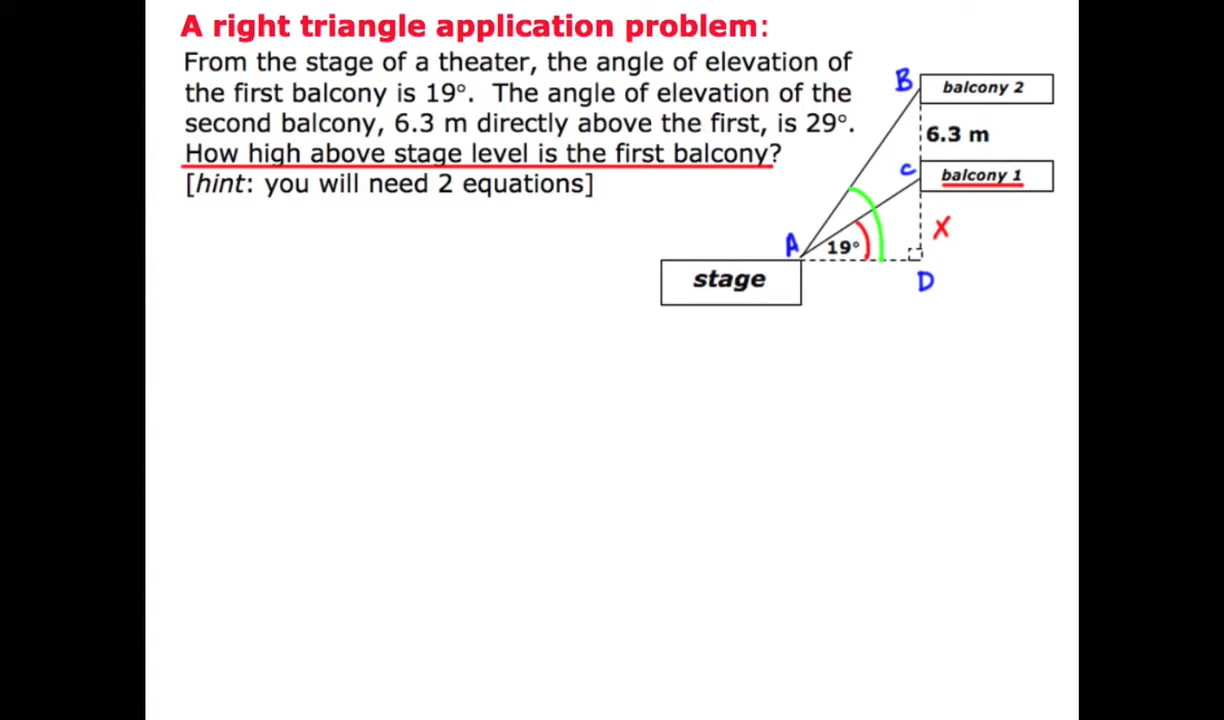 A right triangle application problem:
From the stage of a theater, the angle of elevation of
the first balcony is 19°. The angle of elevation of the
second balcony, 6.3 m directly above the first, is 29°.
How high above stage level is the first balcony?
[hint: you will need 2 equations]
B
balcony 2
6.3 m
C
balcony 1
X
A
19°
stage
D